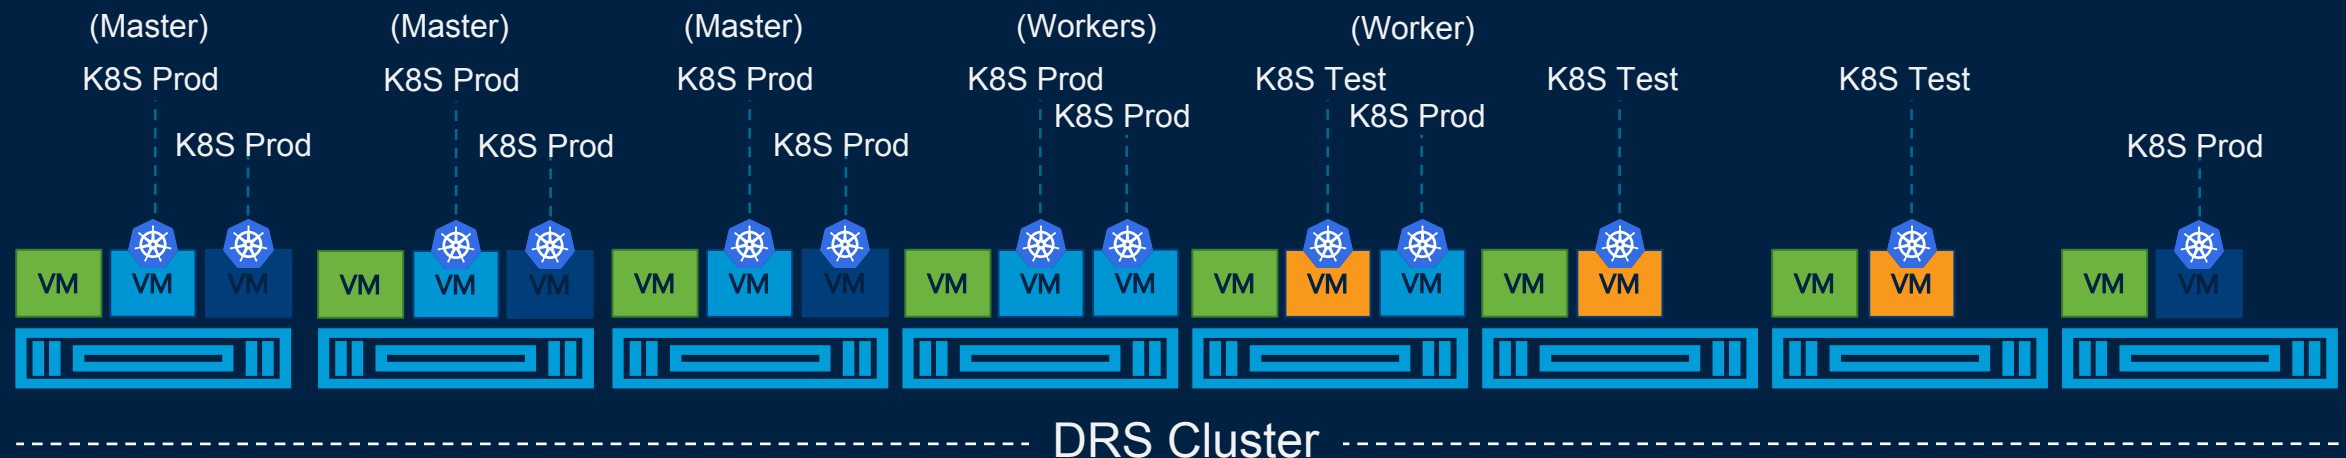 (Master) (Master) (Master) (Workers) (Worker)
K8S Prod K8S Prod K8S Prod K8S Prod K8S Test K8S Test K8S Test
K8S Prod K8S Prod
K8S Prod K8S Prod K8S Prod K8S Prod
VM VM VM VM VM VM VM VM VM VM VM VM VM VM VM VM VM VM VM VM VM
DRS Cluster